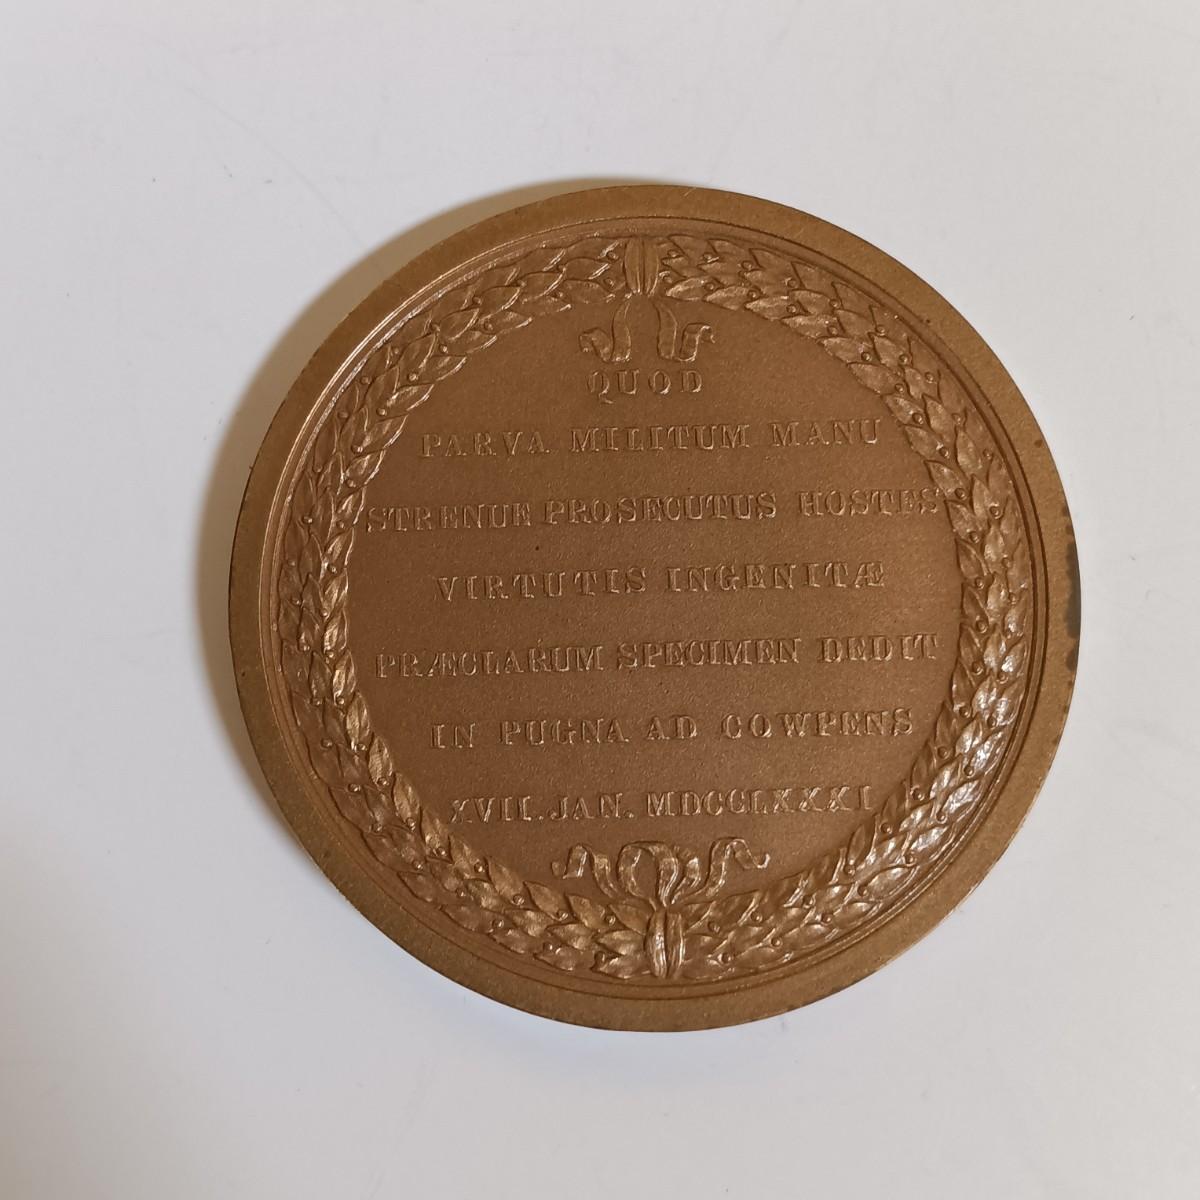 QUOD
PARVA MILITUM MANU
STRENUE PROSECUTUS HOSTES
VIRTUTIS INGENITÆ
PRÆCLARUM SPECIMEN DEDIT
IN PUGNA AD COWPENS
XVII. JAN. MDCCLXXXI